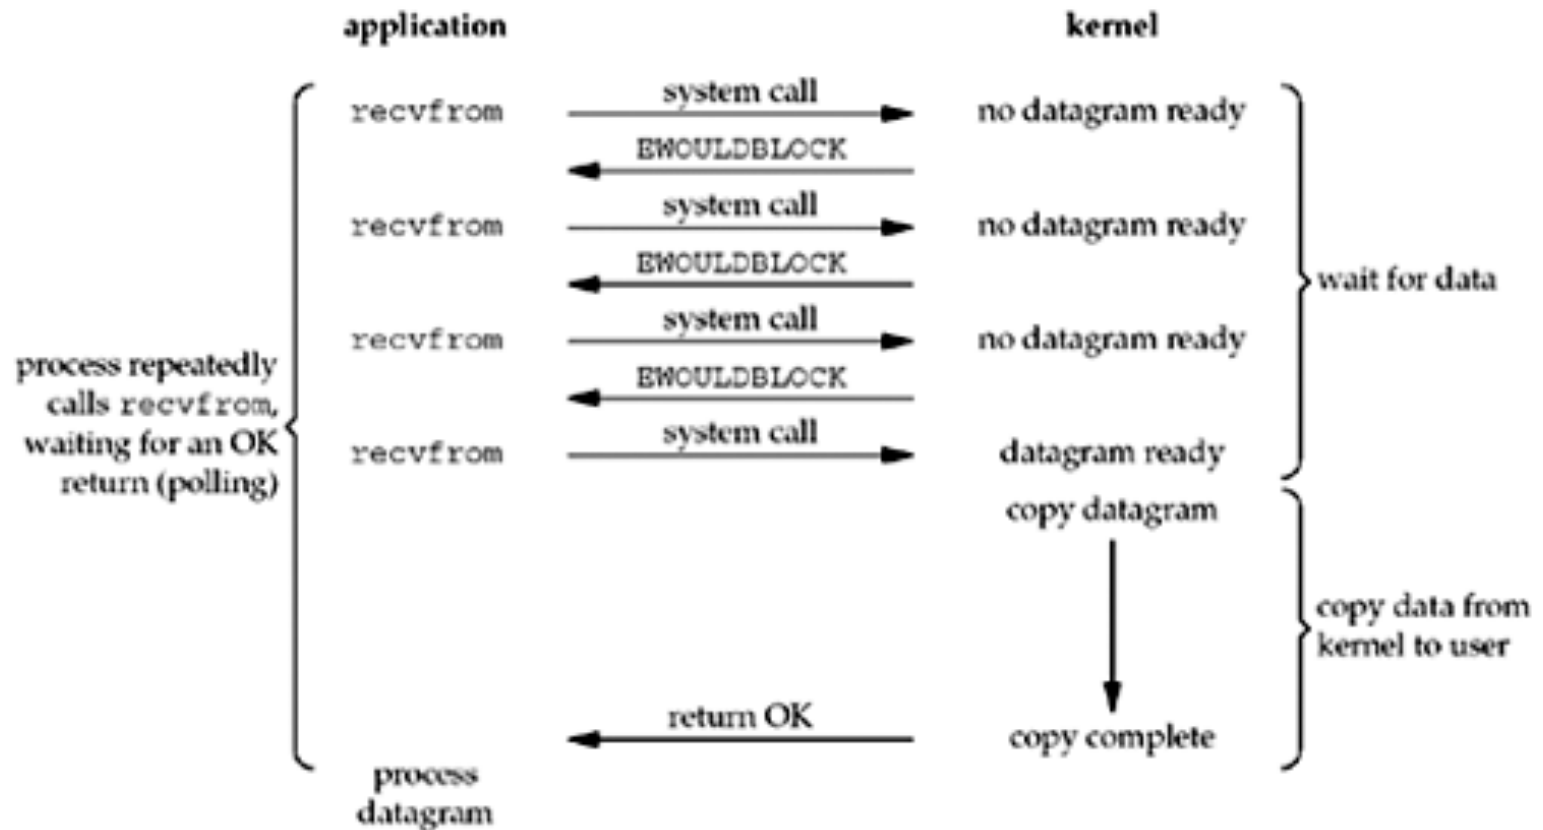 application
kernel
recvfrom
system call
no datagram ready
EWOULDBLOCK
recvfrom
system call
no datagram ready
EWOULDBLOCK
recvfrom
system call
no datagram ready
EWOULDBLOCK
recvfrom
system call
datagram ready
process repeatedly
calls recvfrom,
waiting for an OK
return (polling)
wait for data
copy datagram
copy data from
kernel to user
return OK
copy complete
process
datagram